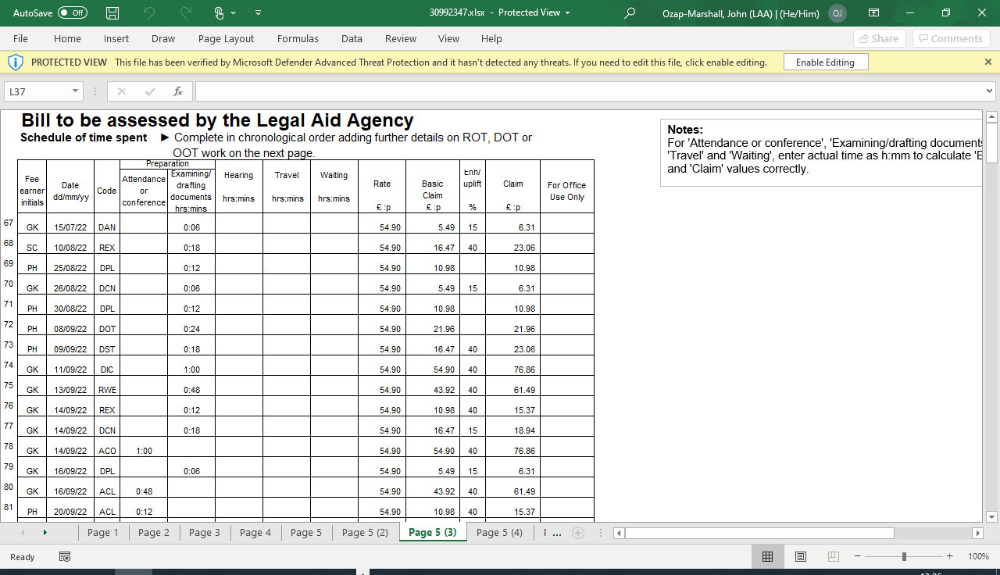 AutoSave Off 30992347.xlsx - Protected View Ozap-Marshall, John (LAA) | (He/Him) OJ
File Home Insert Draw Page Layout Formulas Data Review View Help Share Comments
PROTECTED VIEW This file has been verified by Microsoft Defender Advanced Threat Protection and it hasn't detected any threats. If you need to edit this file, click enable editing. Enable Editing
L37 fx
Bill to be assessed by the Legal Aid Agency
Schedule of time spent ► Complete in chronological order adding further details on ROT, DOT or
OOT work on the next page.
Notes:
For 'Attendance or conference', 'Examining/drafting documents
'Travel' and 'Waiting', enter actual time as h:mm to calculate 'E
and 'Claim' values correctly.
Preparation
Fee earner initials Date dd/mm/yy Code Attendance or conference Examining/ drafting documents hrs:mins Hearing hrs:mins Travel hrs:mins Waiting hrs:mins Rate £ :p Basic Claim £ :p Enh/ uplift % Claim £ :p For Office Use Only
67 GK 15/07/22 DAN 0:06 54.90 5.49 15 6.31
68 SC 10/08/22 REX 0:18 54.90 16.47 40 23.06
69 PH 25/08/22 DPL 0:12 54.90 10.98 10.98
70 GK 26/08/22 DCN 0:06 54.90 5.49 15 6.31
71 PH 30/08/22 DPL 0:12 54.90 10.98 10.98
72 PH 08/09/22 DOT 0:24 54.90 21.96 21.96
73 PH 09/09/22 DST 0:18 54.90 16.47 40 23.06
74 GK 11/09/22 DIC 1:00 54.90 54.90 40 76.86
75 GK 13/09/22 RWE 0:48 54.90 43.92 40 61.49
76 GK 14/09/22 REX 0:12 54.90 10.98 40 15.37
77 GK 14/09/22 DCN 0:18 54.90 16.47 15 18.94
78 GK 14/09/22 ACO 1:00 54.90 54.90 40 76.86
79 GK 16/09/22 DPL 0:06 54.90 5.49 15 6.31
80 GK 16/09/22 ACL 0:48 54.90 43.92 40 61.49
81 PH 20/09/22 ACL 0:12 54.90 10.98 40 15.37
Page 1 Page 2 Page 3 Page 4 Page 5 Page 5 (2) Page 5 (3) Page 5 (4) ...
Ready 100%